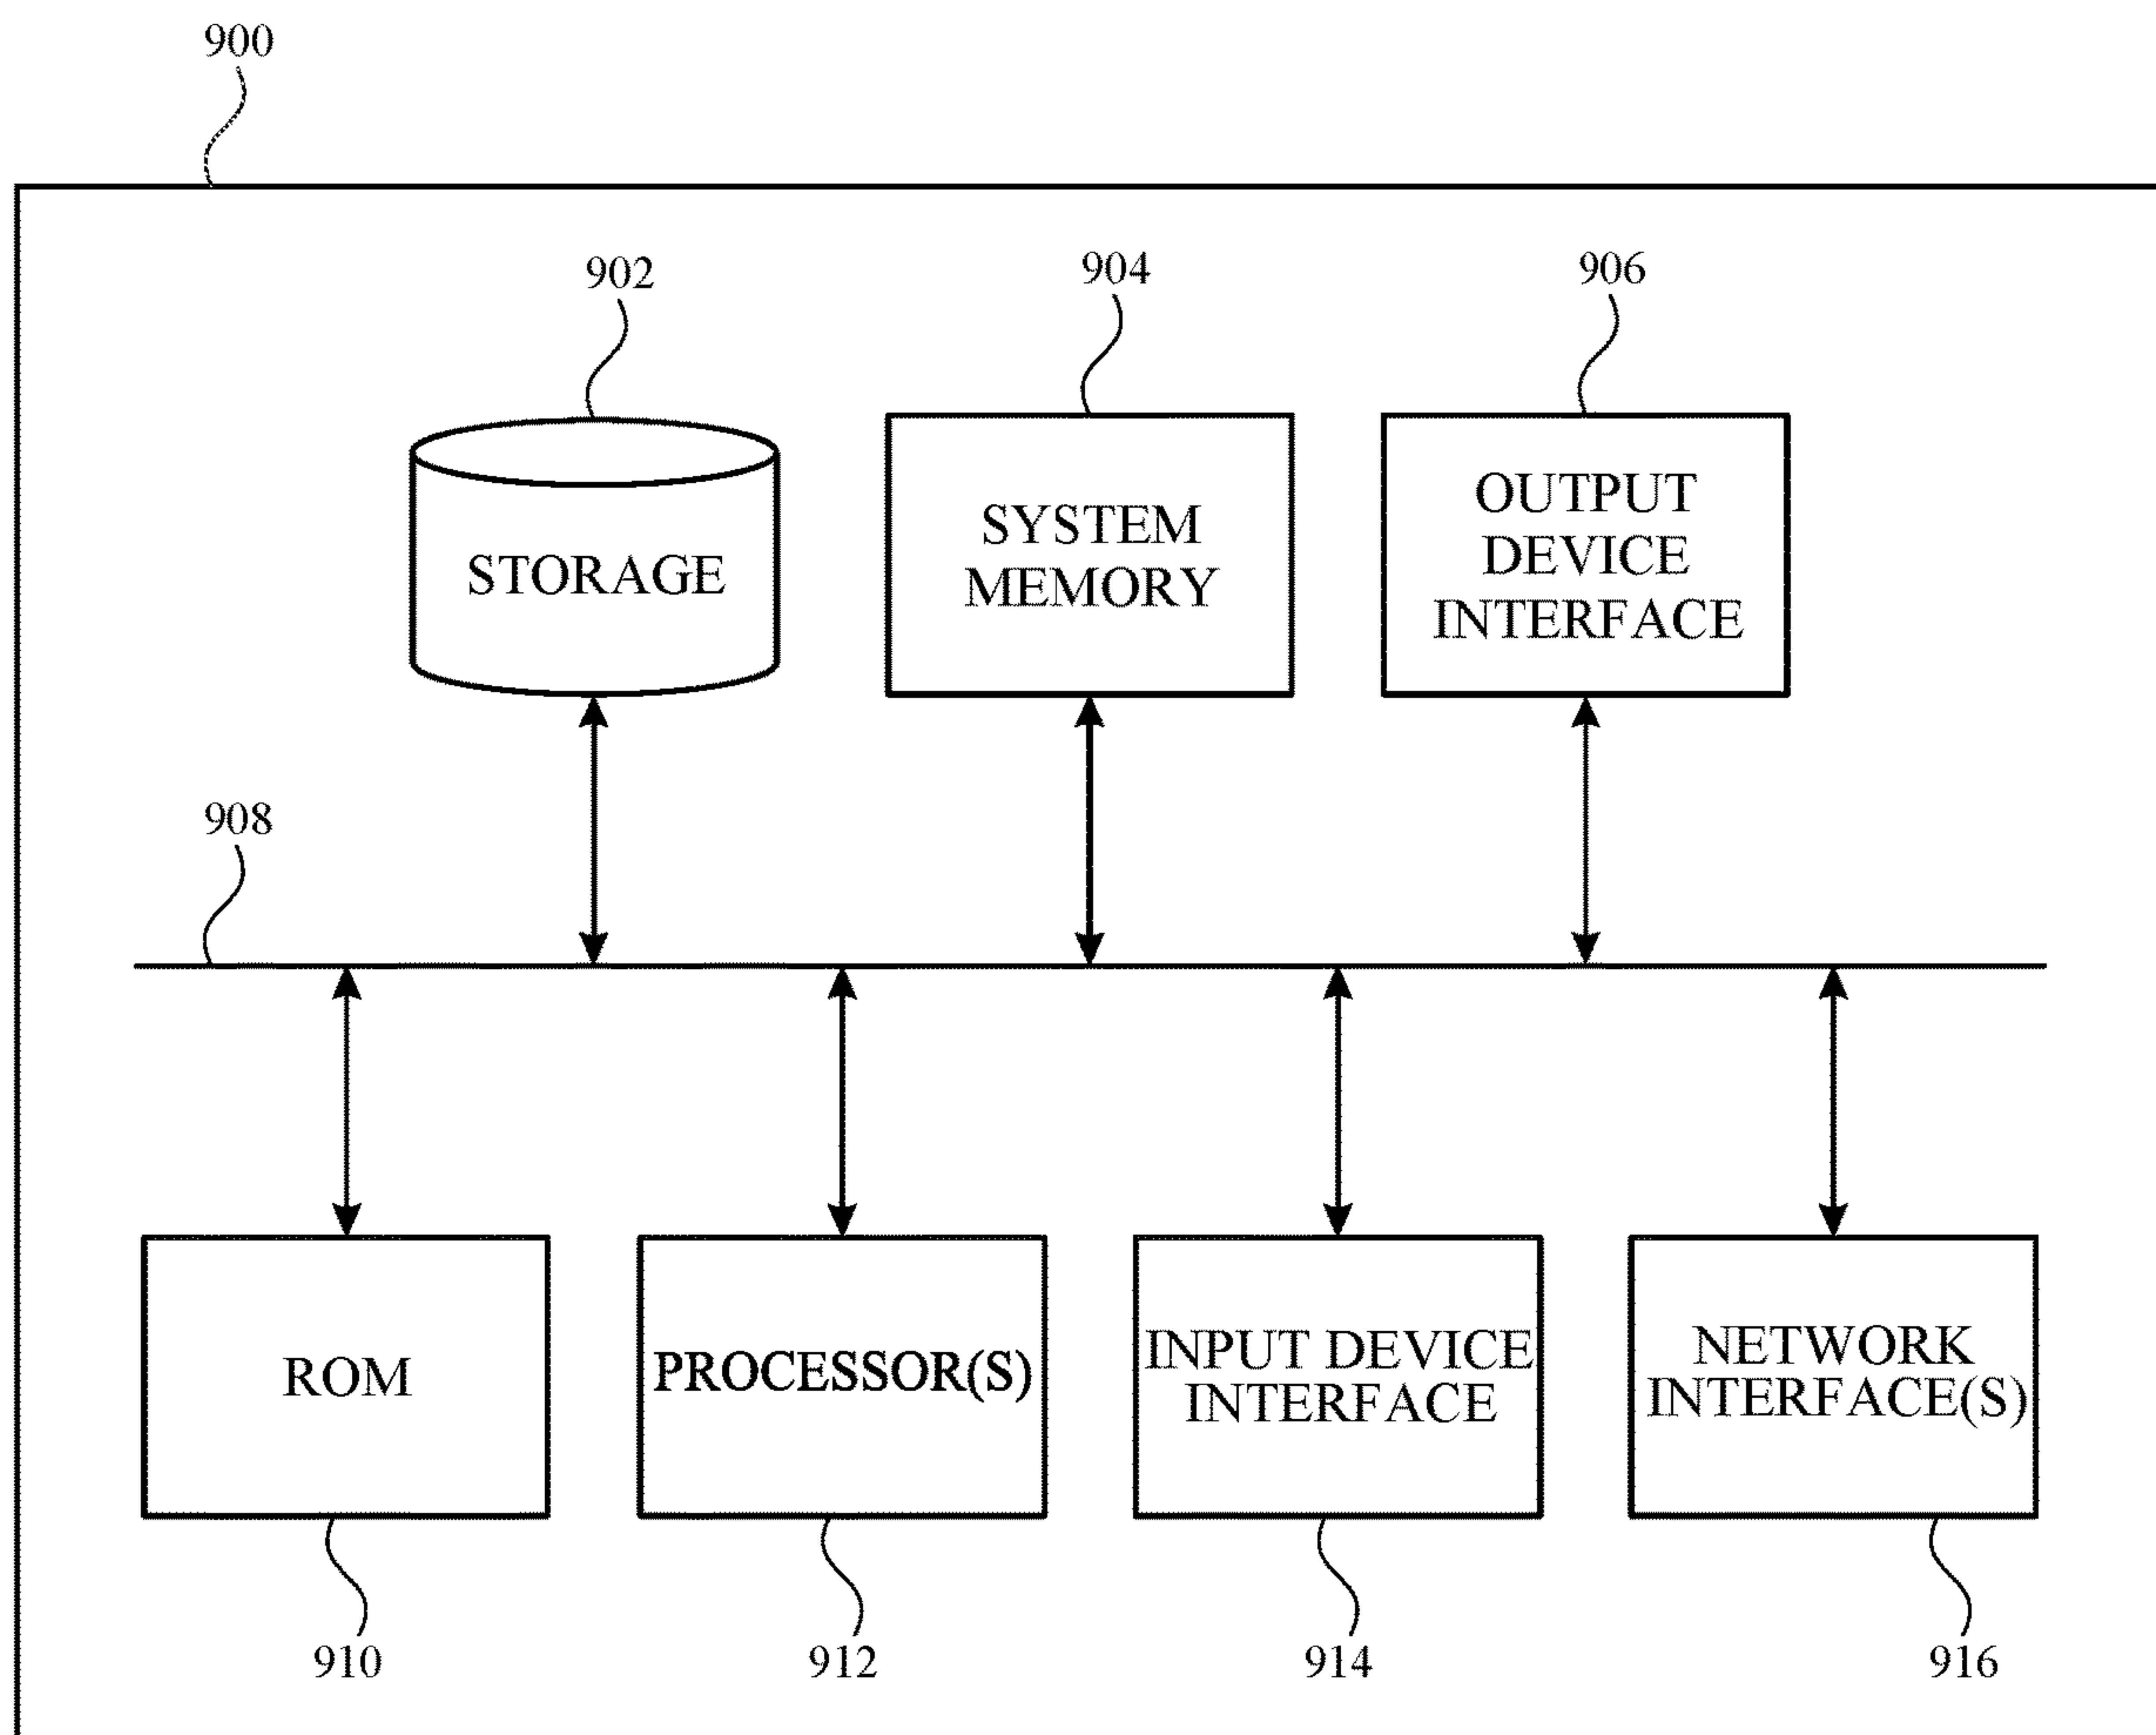 900
902
904
906
STORAGE
SYSTEM
MEMORY
OUTPUT
DEVICE
INTERFACE
908
ROM
PROCESSOR(S)
INPUT DEVICE
INTERFACE
NETWORK
INTERFACE(S)
910
912
914
916